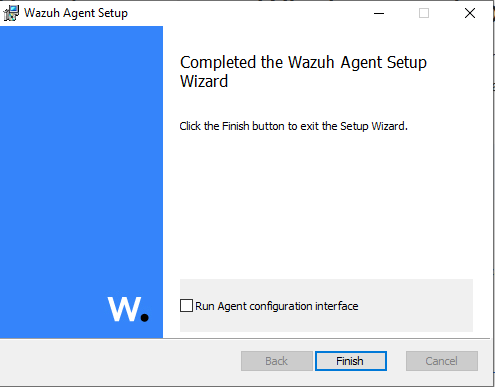 Wazuh Agent Setup
Completed the Wazuh Agent Setup
Wizard
Click the Finish button to exit the Setup Wizard.
W.
Run Agent configuration interface
Back
Finish
Cancel